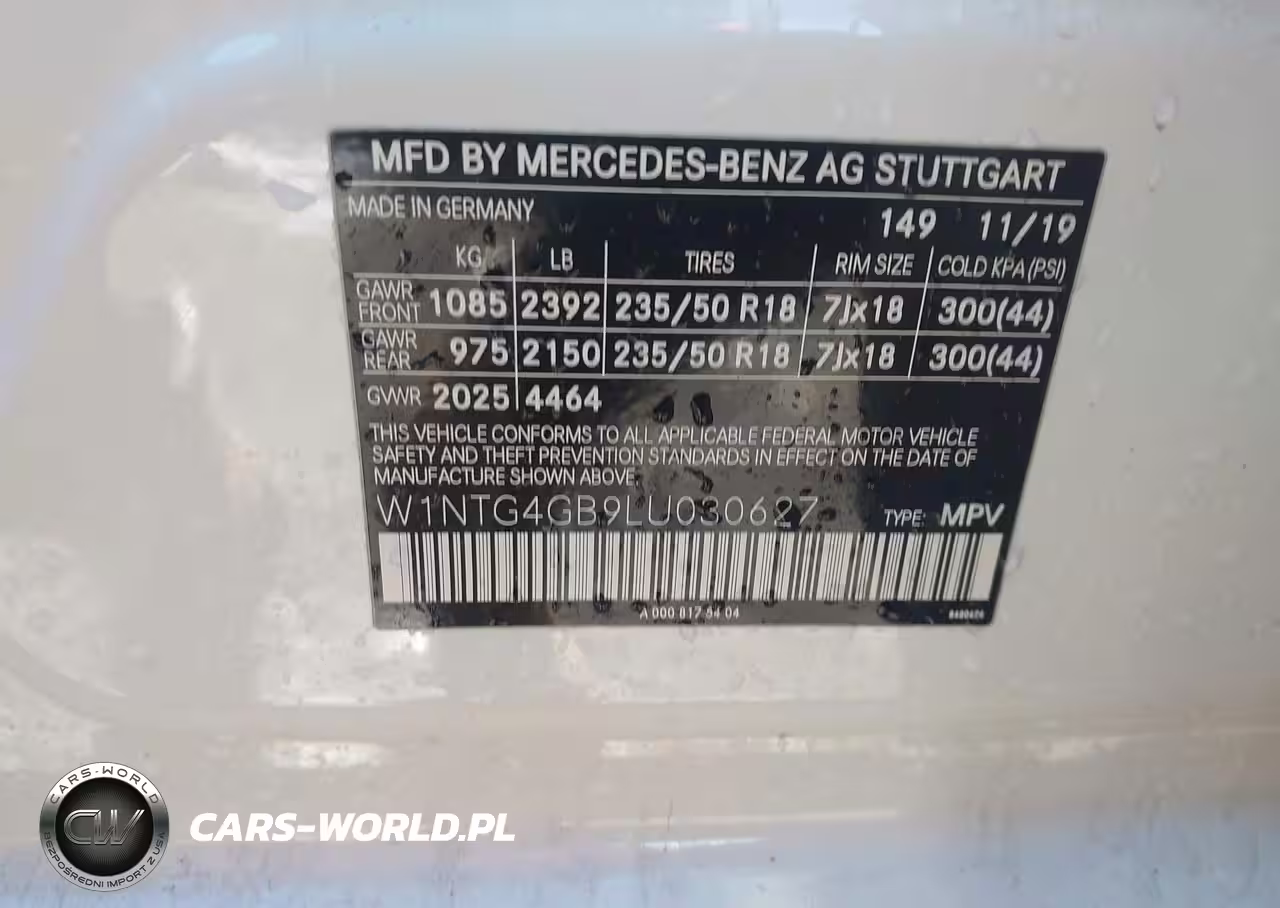 MFD BY MERCEDES-BENZ AG STUTTGART
MADE IN GERMANY 149 11/19
KG LB TIRES RIM SIZE COLD KPA (PSI)
GAWR FRONT 1085 2392 235/50 R18 7Jx18 300(44)
GAWR REAR 975 2150 235/50 R18 7Jx18 300(44)
GVWR 2025 4464
THIS VEHICLE CONFORMS TO ALL APPLICABLE FEDERAL MOTOR VEHICLE
SAFETY AND THEFT PREVENTION STANDARDS IN EFFECT ON THE DATE OF
MANUFACTURE SHOWN ABOVE.
W1NTG4GB9LU030627 TYPE: MPV
A 000 817 54 04
CARS-WORLD
CW
BEZPOŚREDNI IMPORT Z USA
CARS-WORLD.PL